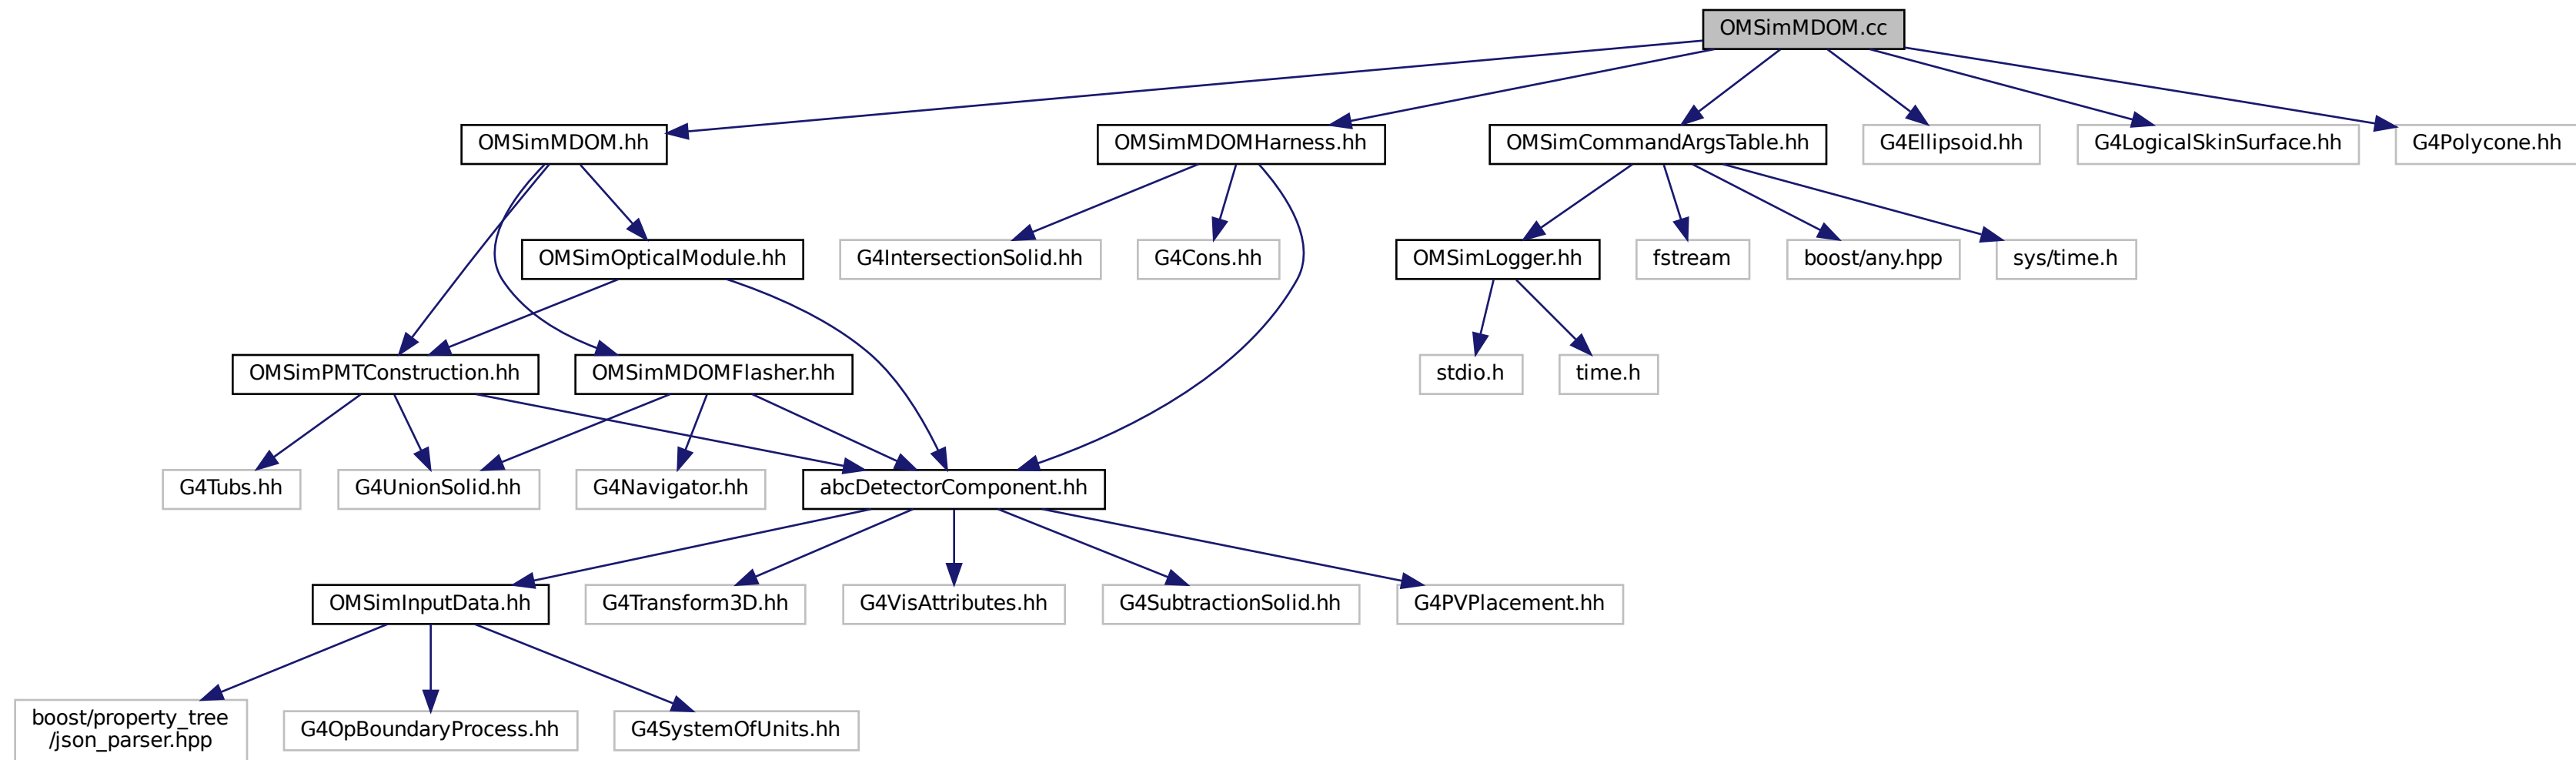 OMSimMDOM.cc
OMSimMDOM.hh
OMSimMDOMHarness.hh
OMSimCommandArgsTable.hh
G4Ellipsoid.hh
G4LogicalSkinSurface.hh
G4Polycone.hh
OMSimOpticalModule.hh
G4IntersectionSolid.hh
G4Cons.hh
OMSimLogger.hh
fstream
boost/any.hpp
sys/time.h
OMSimPMTConstruction.hh
OMSimMDOMFlasher.hh
stdio.h
time.h
G4Tubs.hh
G4UnionSolid.hh
G4Navigator.hh
abcDetectorComponent.hh
OMSimInputData.hh
G4Transform3D.hh
G4VisAttributes.hh
G4SubtractionSolid.hh
G4PVPlacement.hh
boost/property_tree
/json_parser.hpp
G4OpBoundaryProcess.hh
G4SystemOfUnits.hh